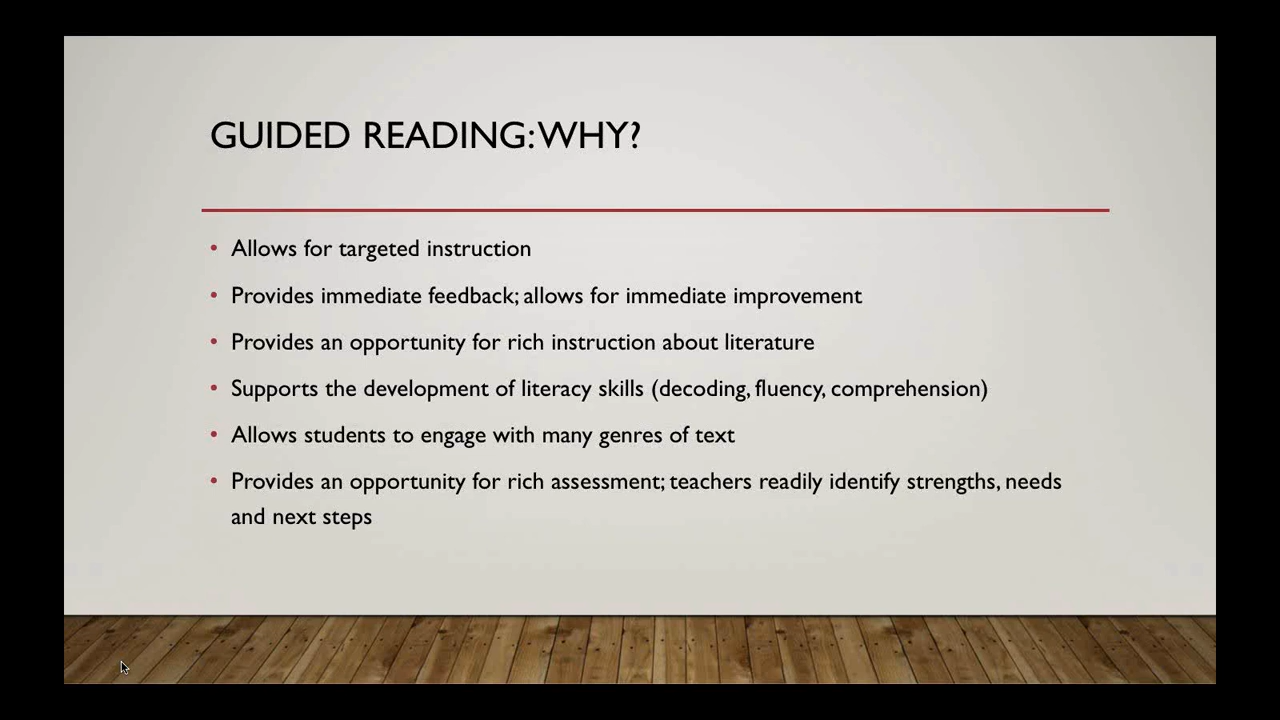 GUIDED READING: WHY?
• Allows for targeted instruction
• Provides immediate feedback; allows for immediate improvement
• Provides an opportunity for rich instruction about literature
• Supports the development of literacy skills (decoding, fluency, comprehension)
• Allows students to engage with many genres of text
• Provides an opportunity for rich assessment; teachers readily identify strengths, needs
and next steps